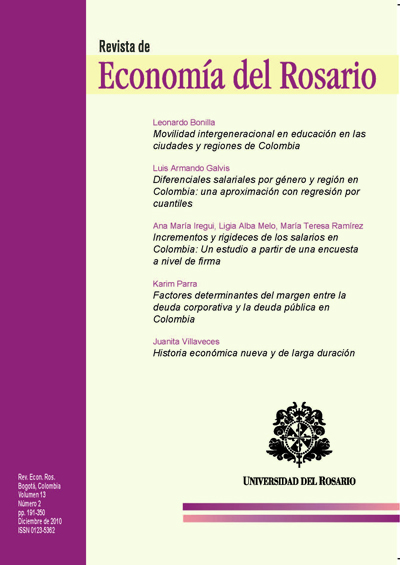 Revista de
Economía del Rosario
Leonardo Bonilla
Movilidad intergeneracional en educación en las
ciudades y regiones de Colombia
Luis Armando Galvis
Diferenciales salariales por género y región en
Colombia: una aproximación con regresión por
cuantiles
Ana María Iregui, Ligia Alba Melo, María Teresa Ramírez
Incrementos y rigideces de los salarios en
Colombia: Un estudio a partir de una encuesta
a nivel de firma
Karim Parra
Factores determinantes del margen entre la
deuda corporativa y la deuda pública en
Colombia
Juanita Villaveces
Historia económica nueva y de larga duración
UNIVERSIDAD DEL ROSARIO
Rev. Econ. Ros.
Bogotá, Colombia
Volumen 13
Número 2
pp. 191-350
Diciembre de 2010
ISSN 0123-5362